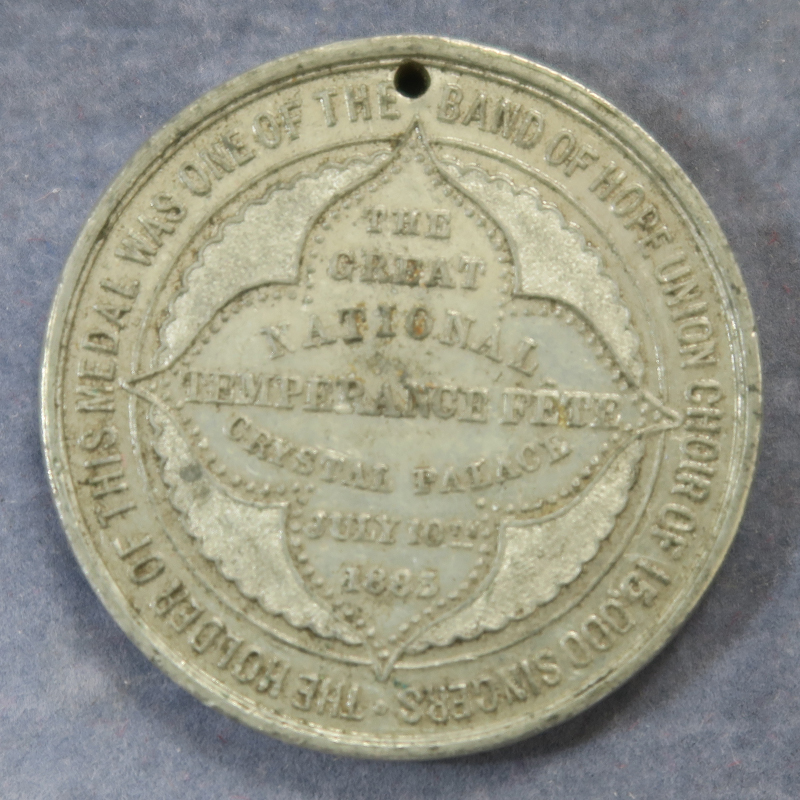 THE HOLDER OF THIS MEDAL WAS ONE OF THE BAND OF HOPE UNION CHOIR OF 15,000 SINGERS •
THE
GREAT
NATIONAL
TEMPERANCE FÊTE
CRYSTAL PALACE
JULY 10TH
1895